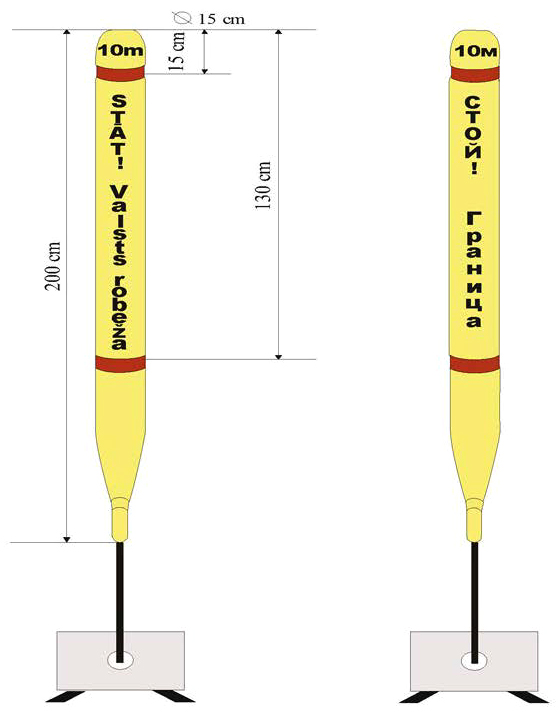 ⌀ 15 cm
10m
15 cm
STĀT! Valsts robeža
130 cm
200 cm
10м
СТОЙ! Граница